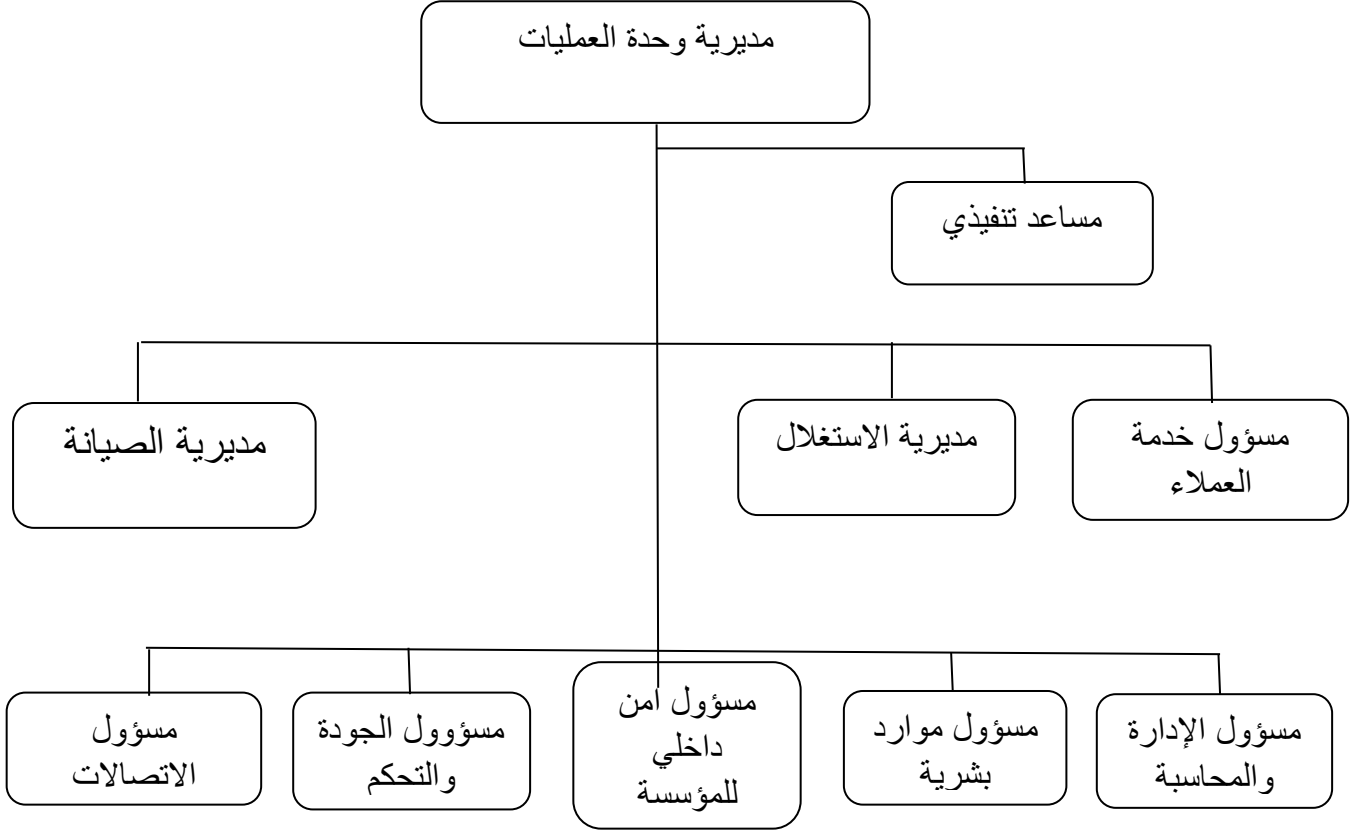 مديرية وحدة العمليات
مساعد تنفيذي
مسؤول خدمة
العملاء
مديرية الاستغلال
مديرية الصيانة
مسؤول الإدارة
والمحاسبة
مسؤول موارد
بشرية
مسؤول امن
داخلي
للمؤسسة
مسؤوول الجودة
والتحكم
مسؤول
الاتصالات